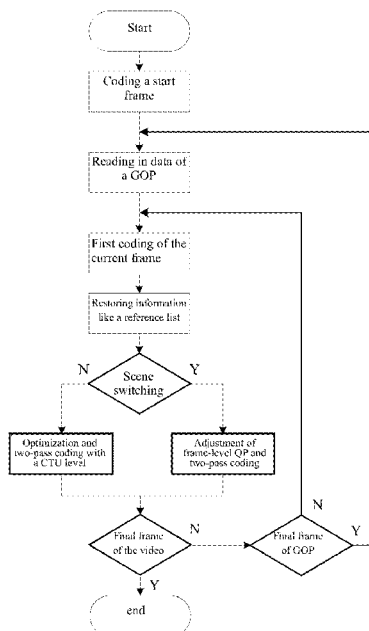 Start
Coding a start
frame
Reading in data of
a GOP
First coding of the
current frame
Restoring information
like a reference list
N
Y
Scene
switching
Optimization and
two-pass coding with
a CTU level
Adjustment of
frame-level QP and
two-pass coding
N
Final frame
of the video
N
Final frame
of GOP
Y
Y
end